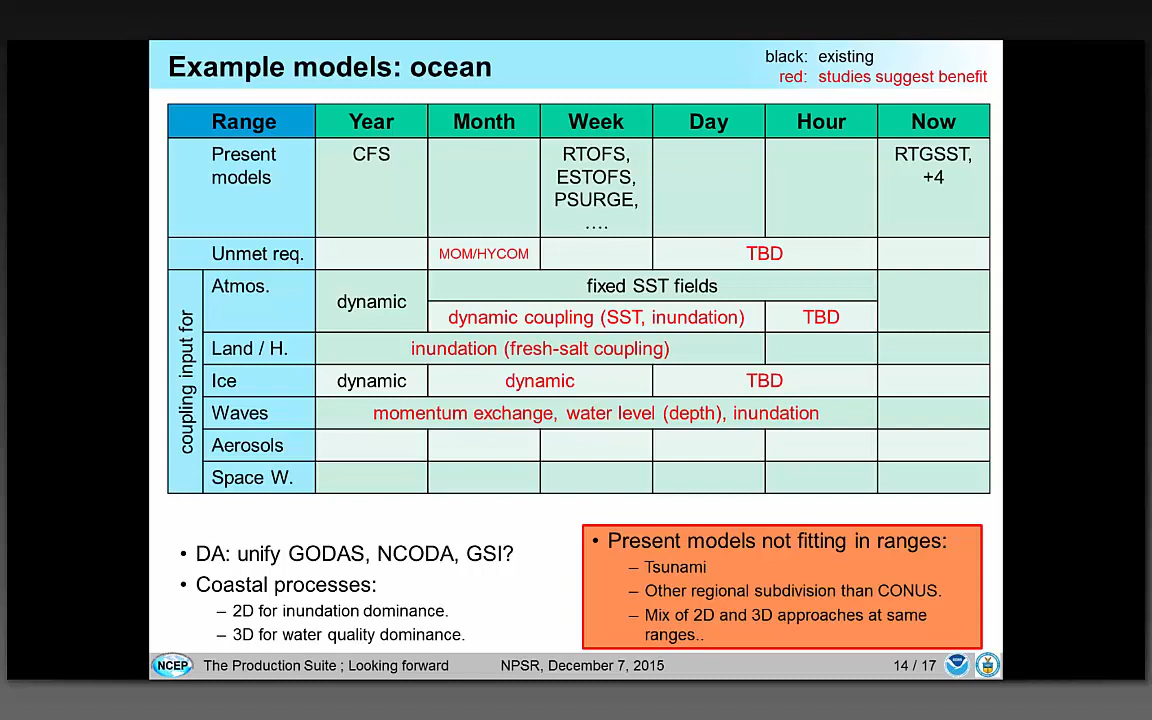 Example models: ocean
black: existing
red: studies suggest benefit
Range Year Month Week Day Hour Now
Present models CFS RTOFS, ESTOFS, PSURGE, .... RTGSST, +4
Unmet req. MOM/HYCOM TBD
coupling input for
Atmos. dynamic fixed SST fields
dynamic coupling (SST, inundation) TBD
Land / H. inundation (fresh-salt coupling)
Ice dynamic dynamic TBD
Waves momentum exchange, water level (depth), inundation
Aerosols
Space W.
• DA: unify GODAS, NCODA, GSI?
• Coastal processes:
– 2D for inundation dominance.
– 3D for water quality dominance.
• Present models not fitting in ranges:
– Tsunami
– Other regional subdivision than CONUS.
– Mix of 2D and 3D approaches at same
ranges..
NCEP The Production Suite ; Looking forward NPSR, December 7, 2015 14 / 17